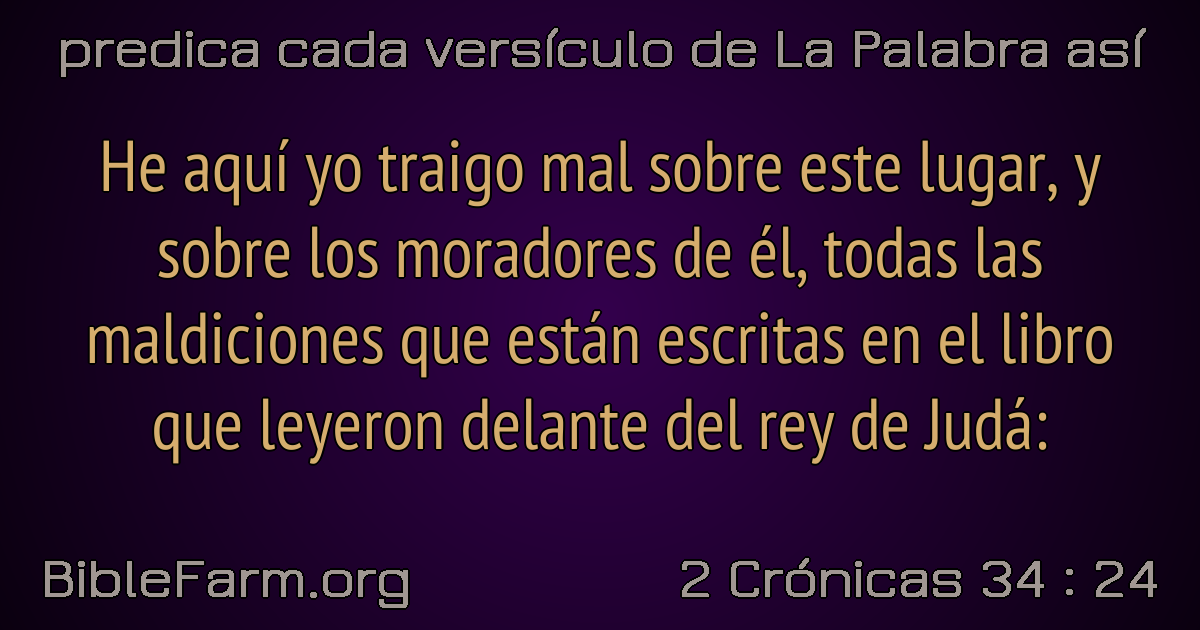 predica cada versículo de La Palabra así
He aquí yo traigo mal sobre este lugar, y
sobre los moradores de él, todas las
maldiciones que están escritas en el libro
que leyeron delante del rey de Judá:
BibleFarm.org
2 Crónicas 34 : 24